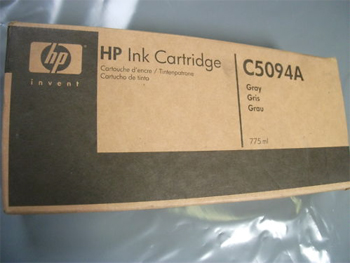 hp
invent
HP Ink Cartridge
Cartouche d'encre / Tintenpatrone
Cartucho de tinta
C5094A
Gray
Gris
Grau
775 ml